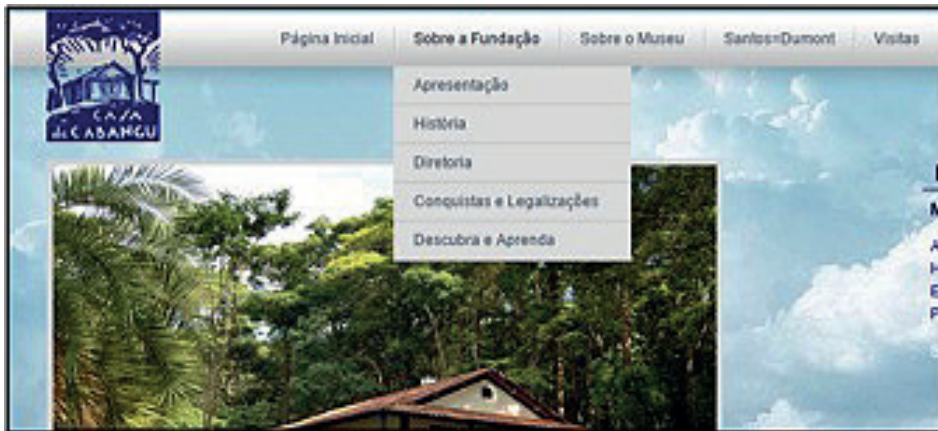 Página Inicial Sobre a Fundação Sobre o Museu Santos=Dumont Visitas
CASA
de CABANGU
Apresentação
História
Diretoria
Conquistas e Legalizações
Descubra e Aprenda